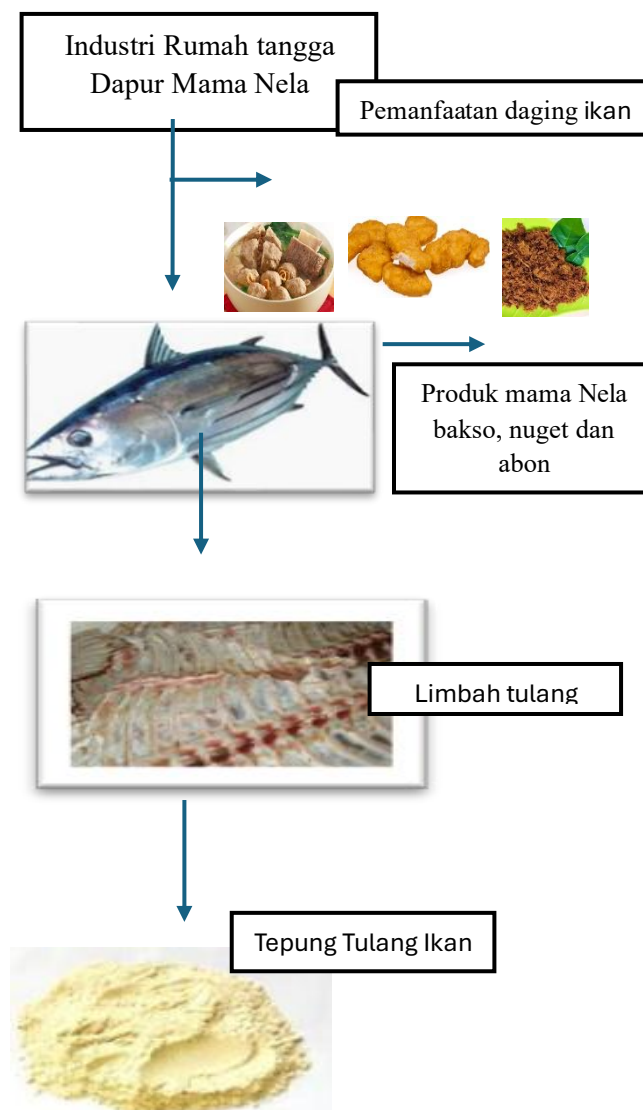 Industri Rumah tangga
Dapur Mama Nela
Pemanfaatan daging ikan
Produk mama Nela
bakso, nuget dan
abon
Limbah tulang
Tepung Tulang Ikan